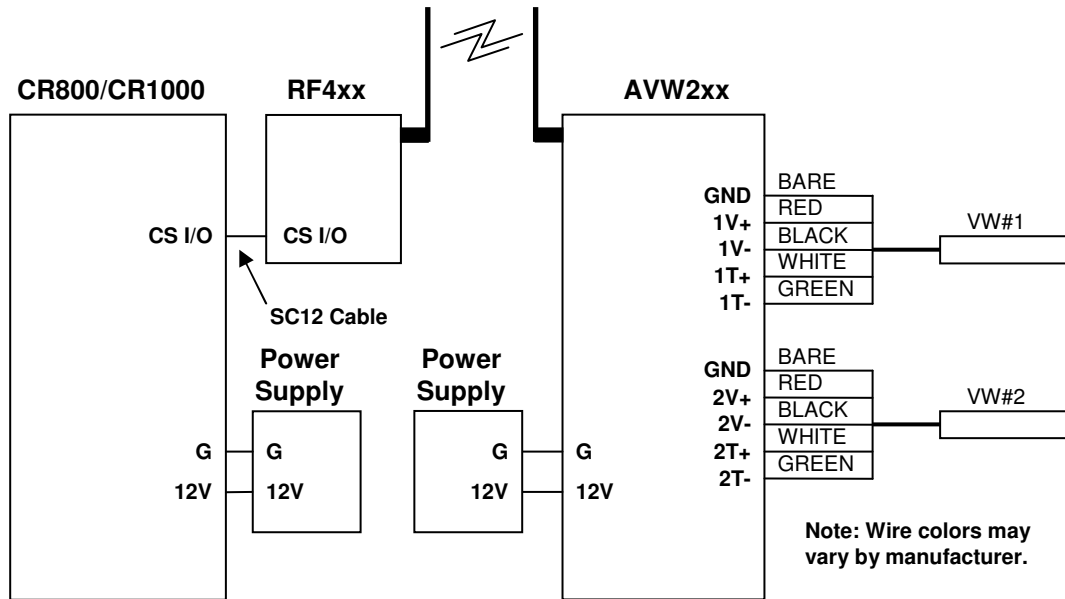 CR800/CR1000
RF4xx
AVW2xx
CS I/O
CS I/O
SC12 Cable
GND
1V+
1V-
1T+
1T-
BARE
RED
BLACK
WHITE
GREEN
VW#1
GND
2V+
2V-
2T+
2T-
BARE
RED
BLACK
WHITE
GREEN
VW#2
Power
Supply
G
12V
G
12V
Power
Supply
G
12V
G
12V
Note: Wire colors may
vary by manufacturer.